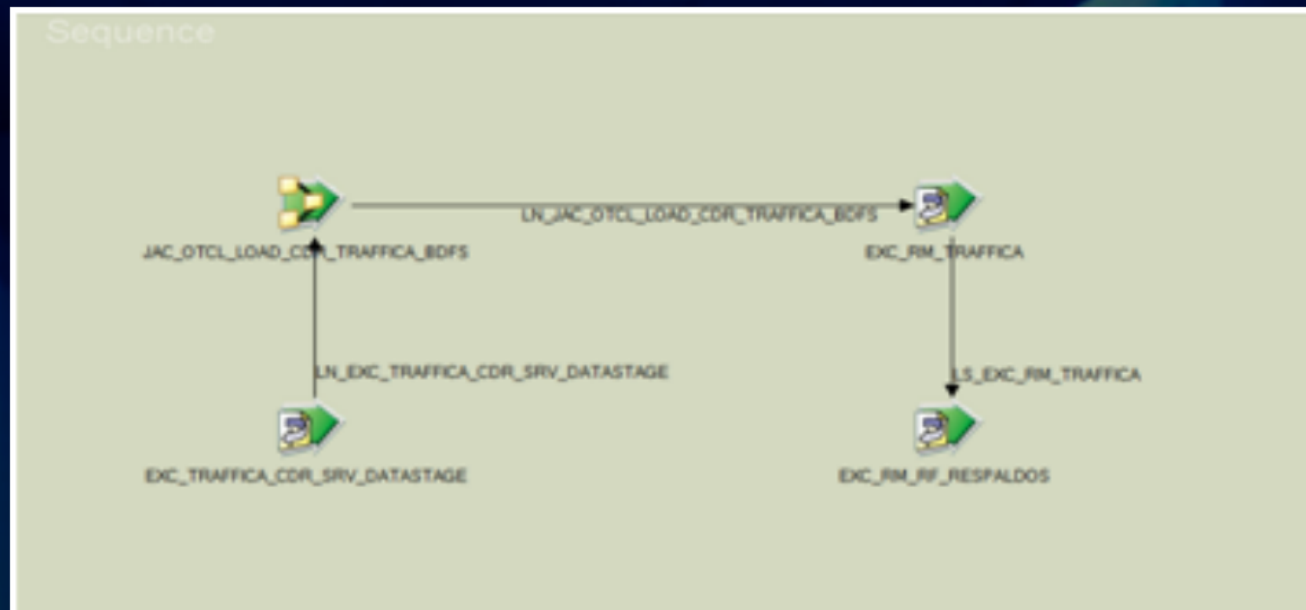 Sequence
LN_JAC_OTCL_LOAD_CDR_TRAFFICA_BDFS
JAC_OTCL_LOAD_CDR_TRAFFICA_BDFS
EXC_RM_TRAFFICA
LN_EXC_TRAFFICA_CDR_SRV_DATASTAGE
LS_EXC_RM_TRAFFICA
EXC_TRAFFICA_CDR_SRV_DATASTAGE
EXC_RM_RF_RESPALDOS